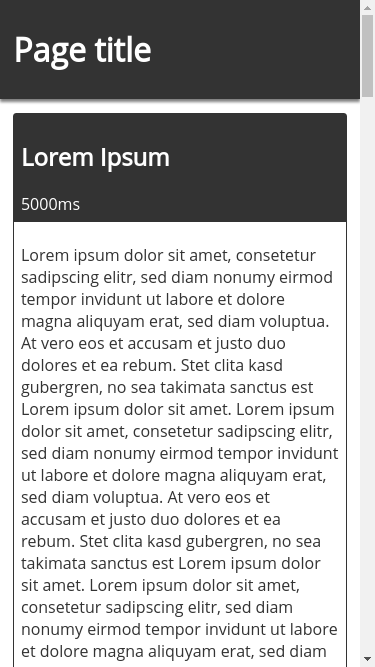 Page title
Lorem Ipsum
5000ms
Lorem ipsum dolor sit amet, consetetur
sadipscing elitr, sed diam nonumy eirmod
tempor invidunt ut labore et dolore
magna aliquyam erat, sed diam voluptua.
At vero eos et accusam et justo duo
dolores et ea rebum. Stet clita kasd
gubergren, no sea takimata sanctus est
Lorem ipsum dolor sit amet. Lorem ipsum
dolor sit amet, consetetur sadipscing elitr,
sed diam nonumy eirmod tempor invidunt
ut labore et dolore magna aliquyam erat,
sed diam voluptua. At vero eos et
accusam et justo duo dolores et ea
rebum. Stet clita kasd gubergren, no sea
takimata sanctus est Lorem ipsum dolor
sit amet. Lorem ipsum dolor sit amet,
consetetur sadipscing elitr, sed diam
nonumy eirmod tempor invidunt ut labore
et dolore magna aliquyam erat, sed diam